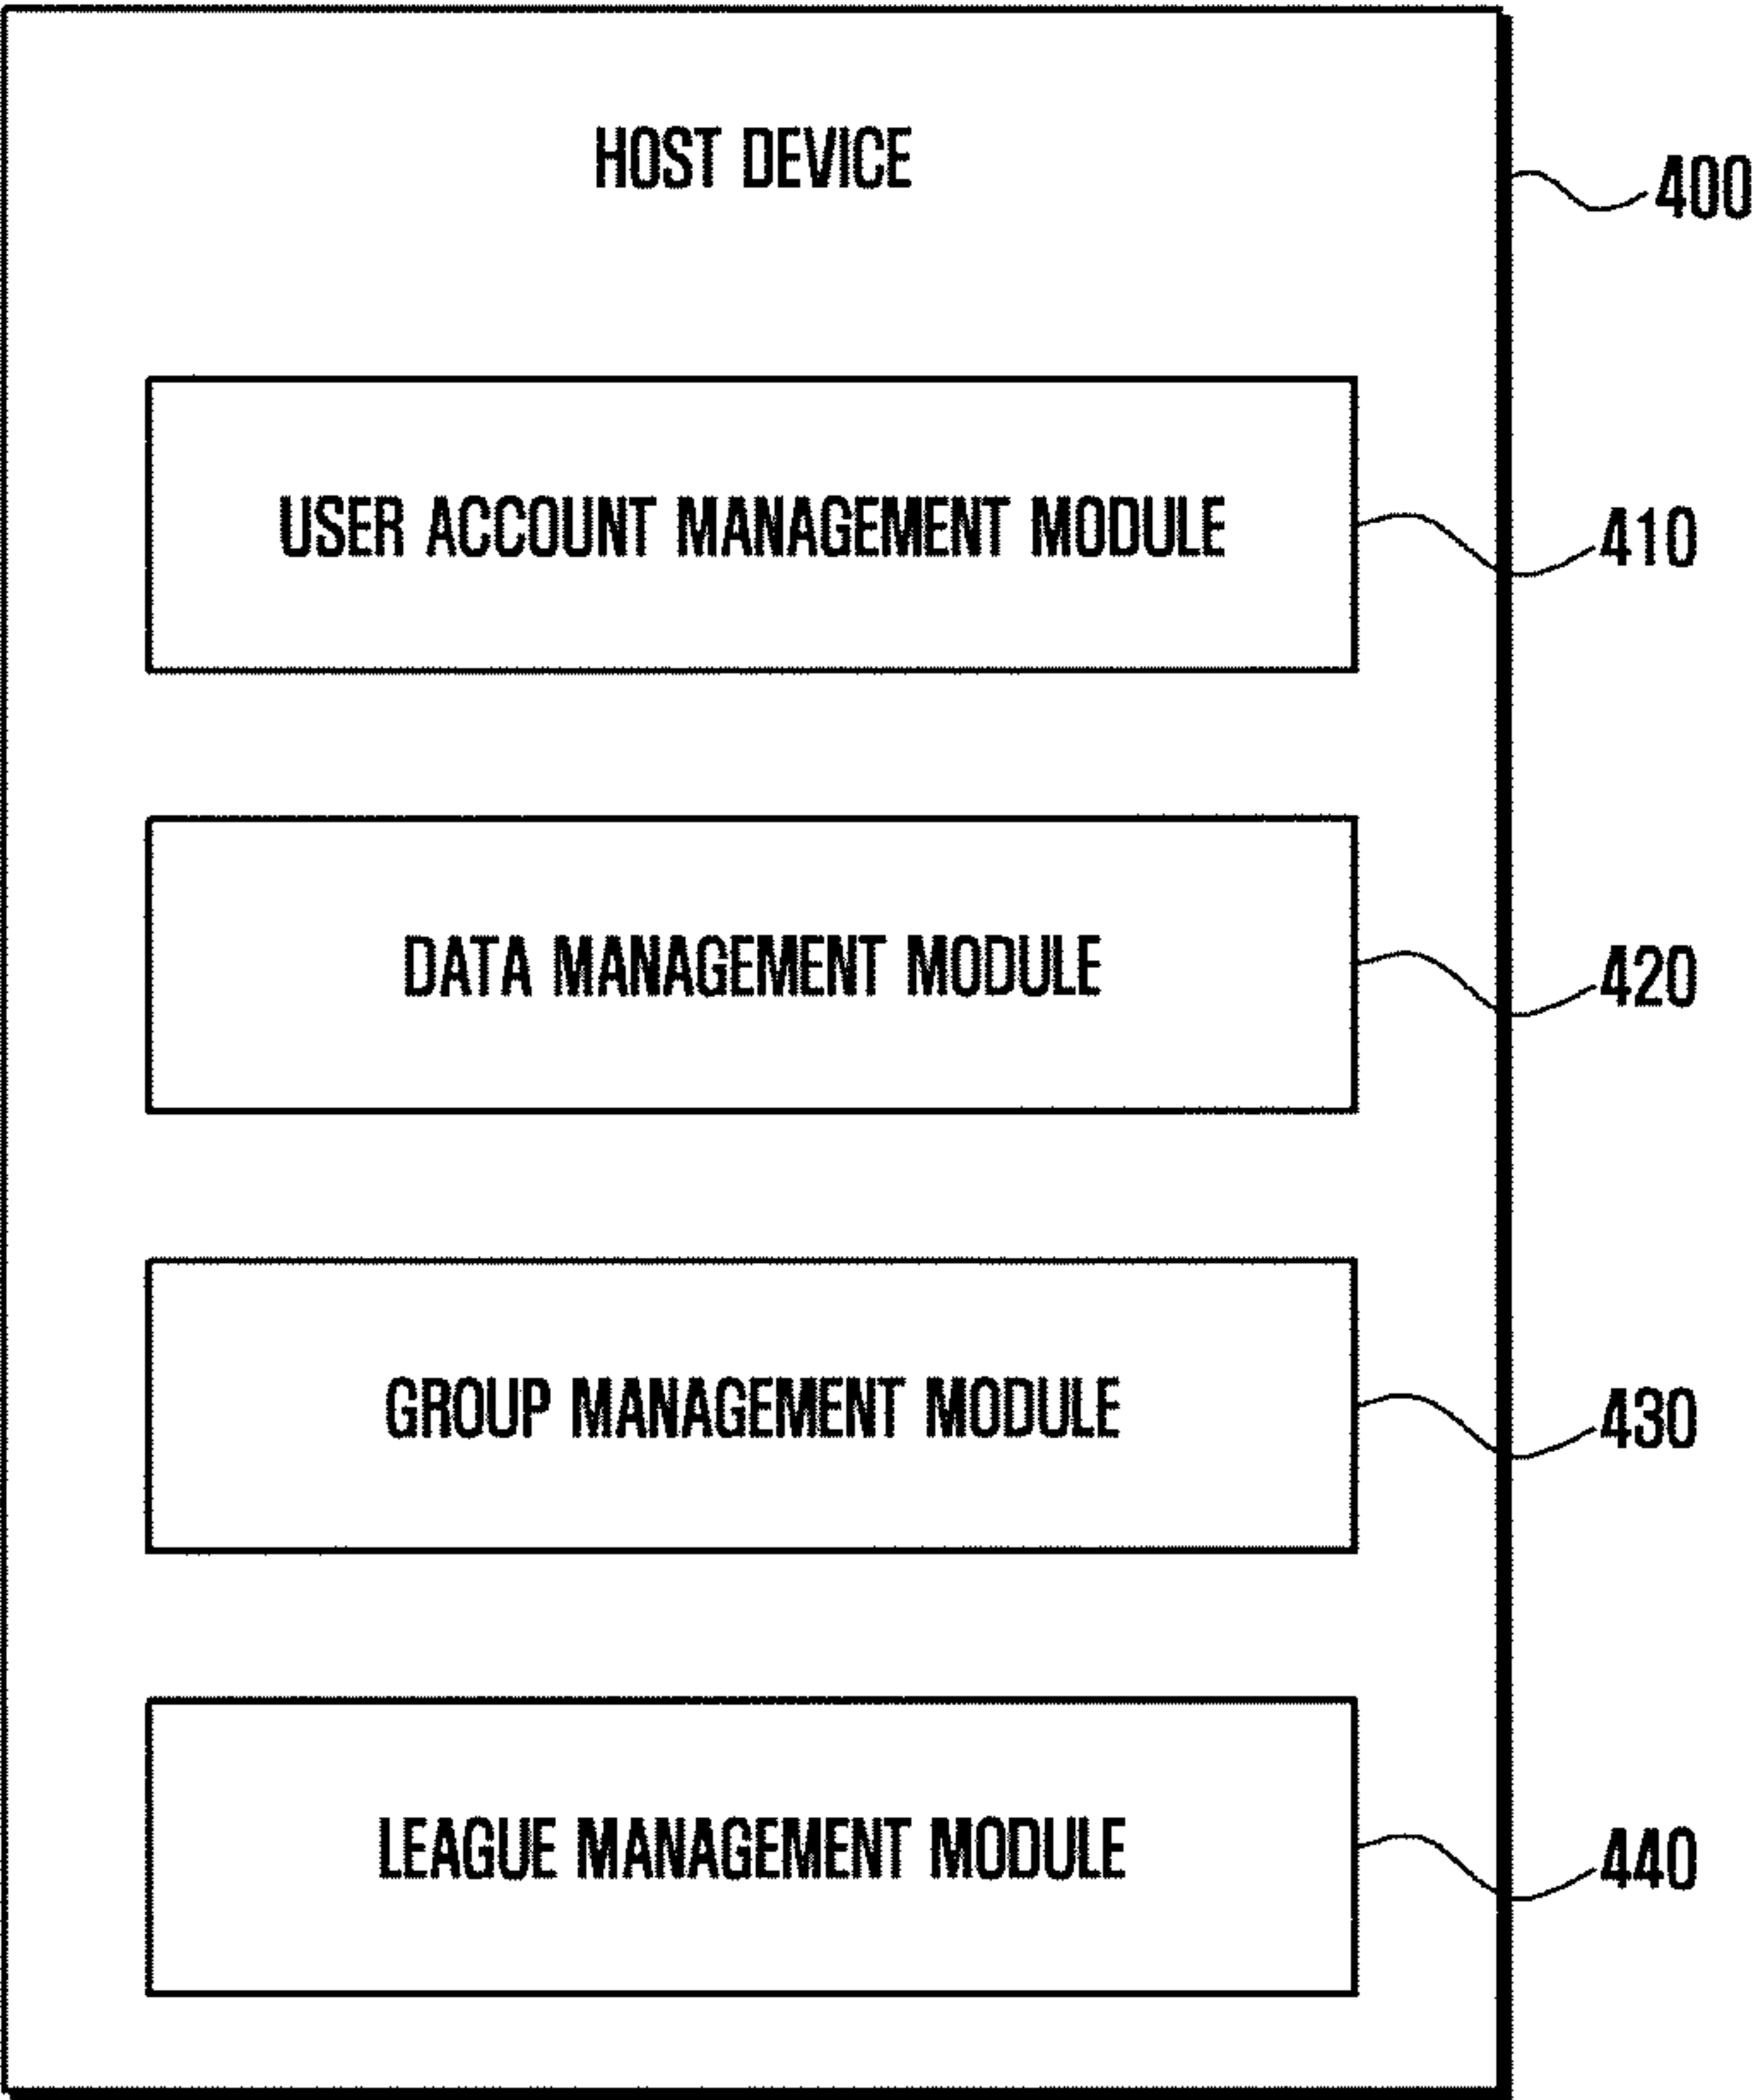 HOST DEVICE
400
USER ACCOUNT MANAGEMENT MODULE
410
DATA MANAGEMENT MODULE
420
GROUP MANAGEMENT MODULE
430
LEAGUE MANAGEMENT MODULE
440